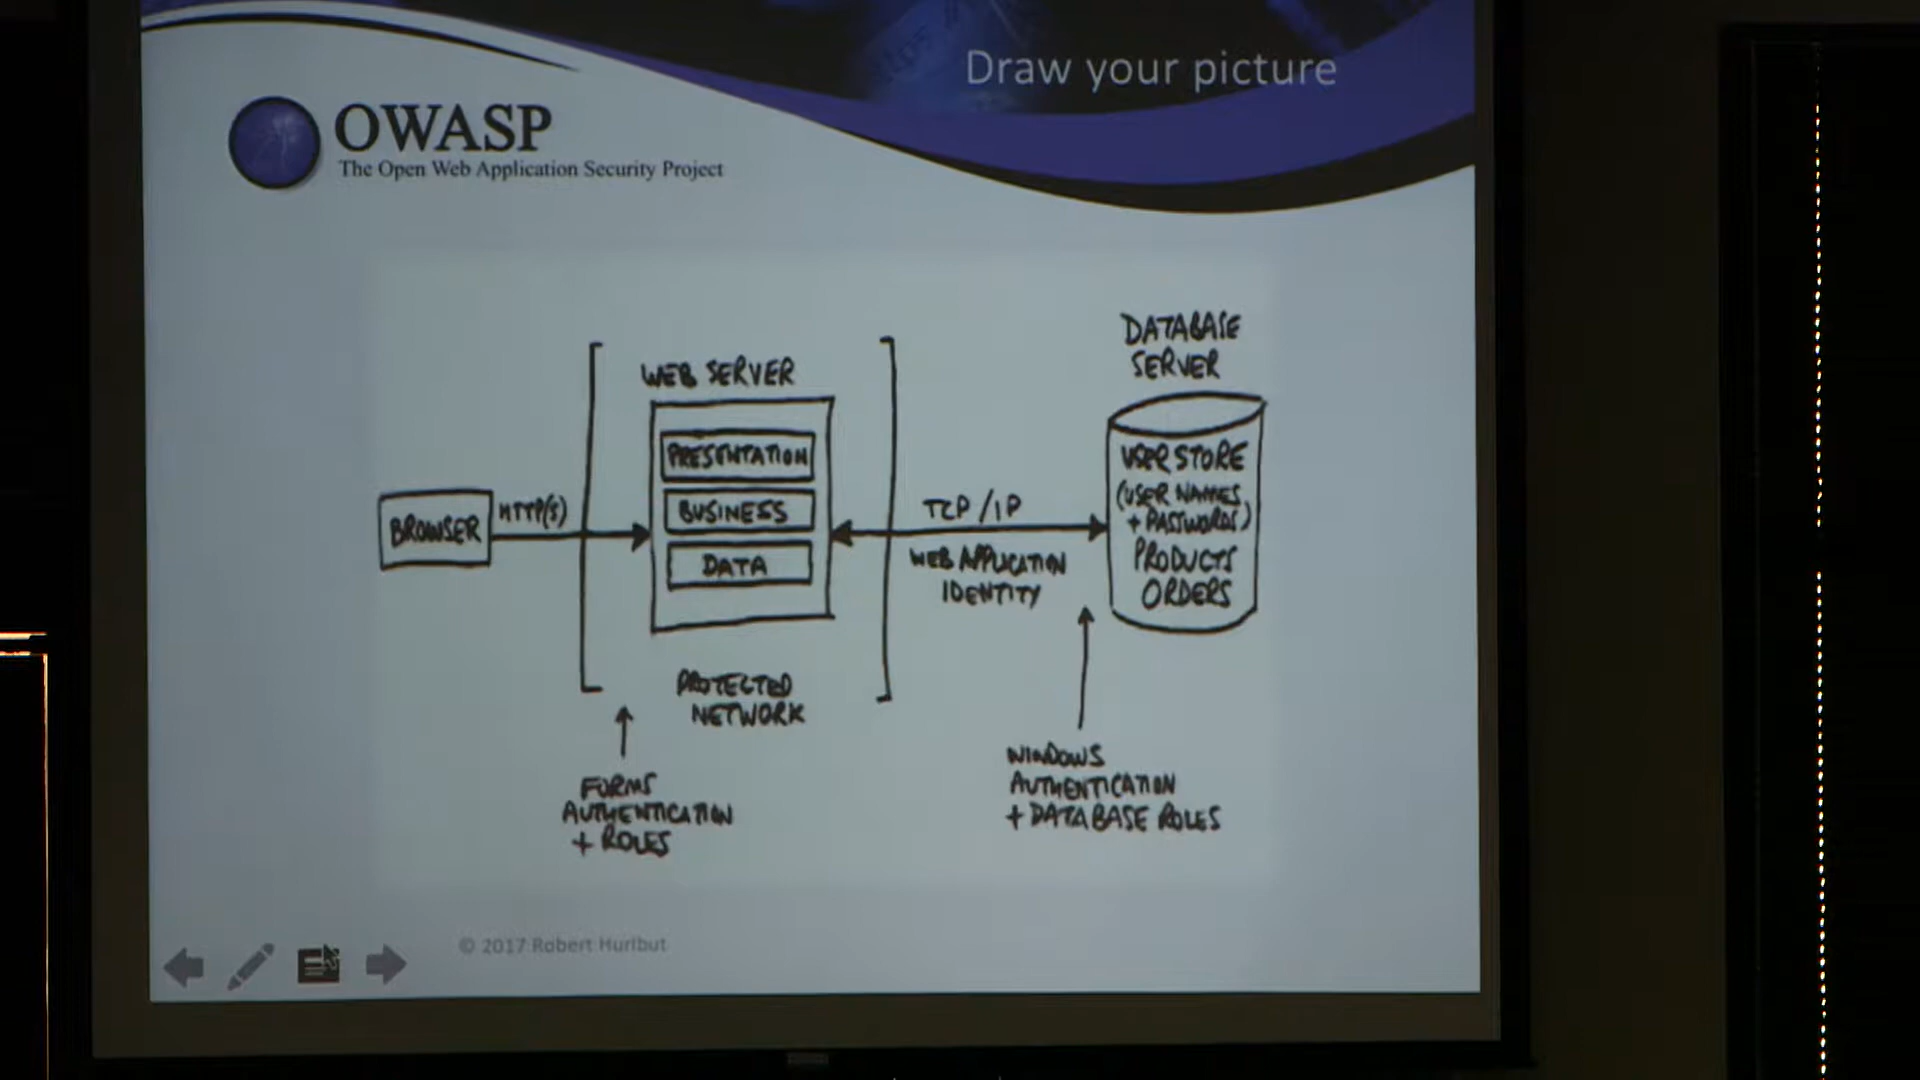 Draw your picture
OWASP
The Open Web Application Security Project
DATABASE
SERVER
WEB SERVER
PRESENTATION
BUSINESS
DATA
BROWSER
HTTP(S)
TCP/IP
WEB APPLICATION
IDENTITY
USER STORE
(USER NAMES
+ PASSWORDS)
PRODUCTS
ORDERS
PROTECTED
NETWORK
FORMS
AUTHENTICATION
+ ROLES
WINDOWS
AUTHENTICATION
+ DATABASE ROLES
© 2017 Robert Hurlbut